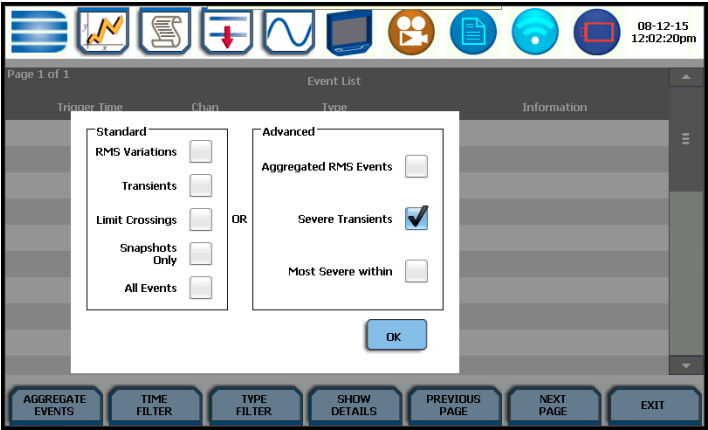 08-12-15
12:02:20pm
y
x
Page 1 of 1
Event List
Trigger Time Chan Type Information
Standard
RMS Variations
Transients
Limit Crossings
Snapshots
Only
All Events
OR
Advanced
Aggregated RMS Events
Severe Transients
Most Severe within
OK
AGGREGATE
EVENTS
TIME
FILTER
TYPE
FILTER
SHOW
DETAILS
PREVIOUS
PAGE
NEXT
PAGE
EXIT